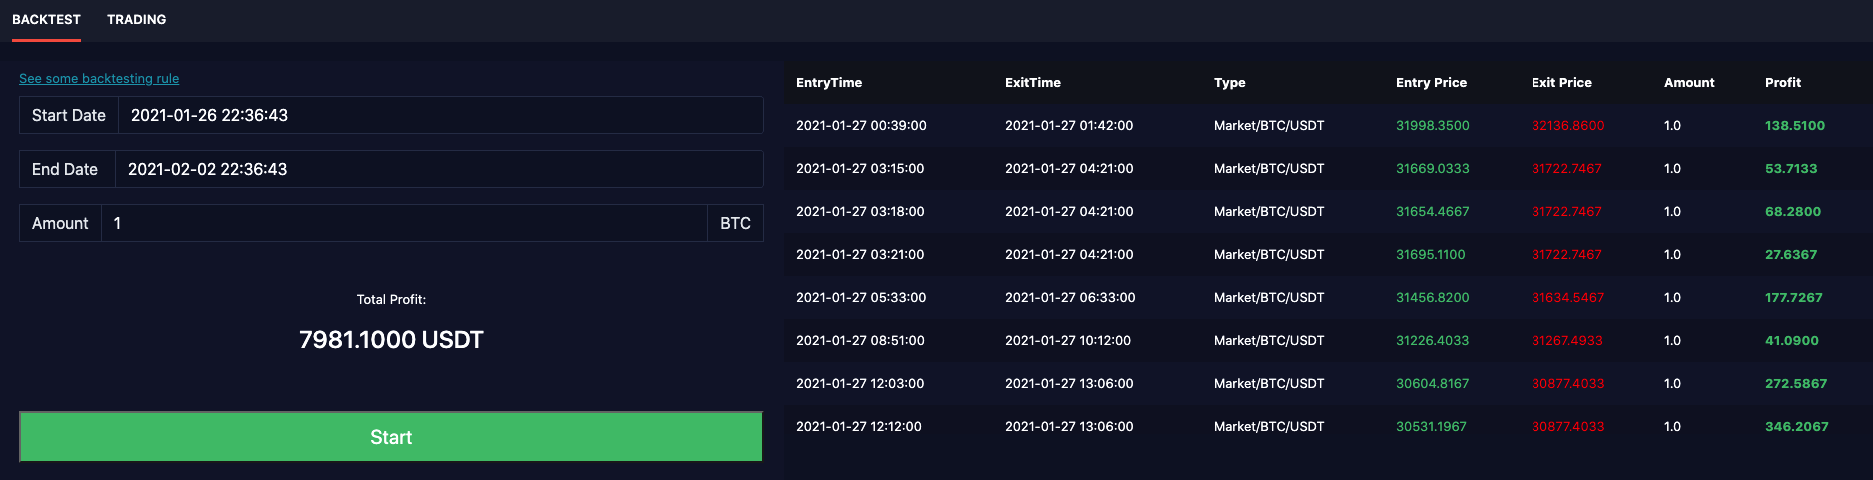 BACKTEST TRADING
See some backtesting rule
Start Date 2021-01-26 22:36:43
End Date 2021-02-02 22:36:43
Amount 1 BTC
Total Profit:
7981.1000 USDT
Start
EntryTime ExitTime Type Entry Price Exit Price Amount Profit
2021-01-27 00:39:00 2021-01-27 01:42:00 Market/BTC/USDT 31998.3500 32136.8600 1.0 138.5100
2021-01-27 03:15:00 2021-01-27 04:21:00 Market/BTC/USDT 31669.0333 31722.7467 1.0 53.7133
2021-01-27 03:18:00 2021-01-27 04:21:00 Market/BTC/USDT 31654.4667 31722.7467 1.0 68.2800
2021-01-27 03:21:00 2021-01-27 04:21:00 Market/BTC/USDT 31695.1100 31722.7467 1.0 27.6367
2021-01-27 05:33:00 2021-01-27 06:33:00 Market/BTC/USDT 31456.8200 31634.5467 1.0 177.7267
2021-01-27 08:51:00 2021-01-27 10:12:00 Market/BTC/USDT 31226.4033 31267.4933 1.0 41.0900
2021-01-27 12:03:00 2021-01-27 13:06:00 Market/BTC/USDT 30604.8167 30877.4033 1.0 272.5867
2021-01-27 12:12:00 2021-01-27 13:06:00 Market/BTC/USDT 30531.1967 30877.4033 1.0 346.2067